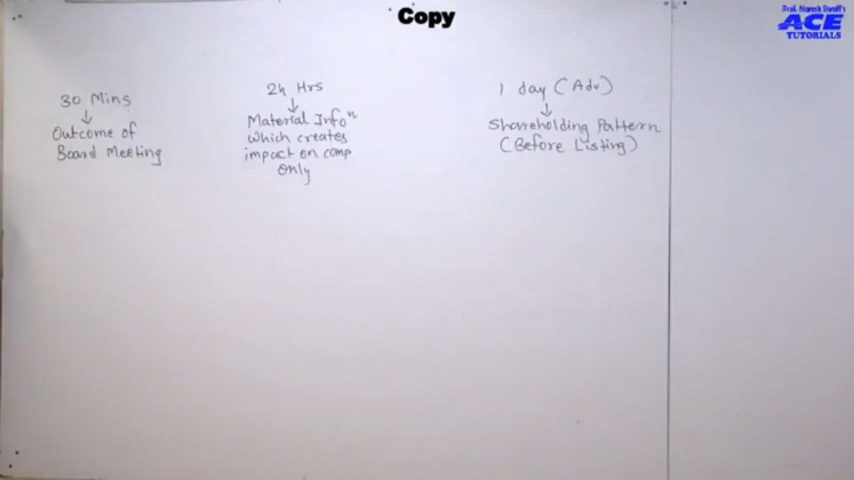 Copy
Prof. Naresh Shroff's
ACE
TUTORIALS
30 Mins
↓
Outcome of
Board Meeting
24 Hrs
↓
Material Infoⁿ
which creates
impact on comp
only
1 day (Adv)
↓
Shareholding Pattern
(Before Listing)